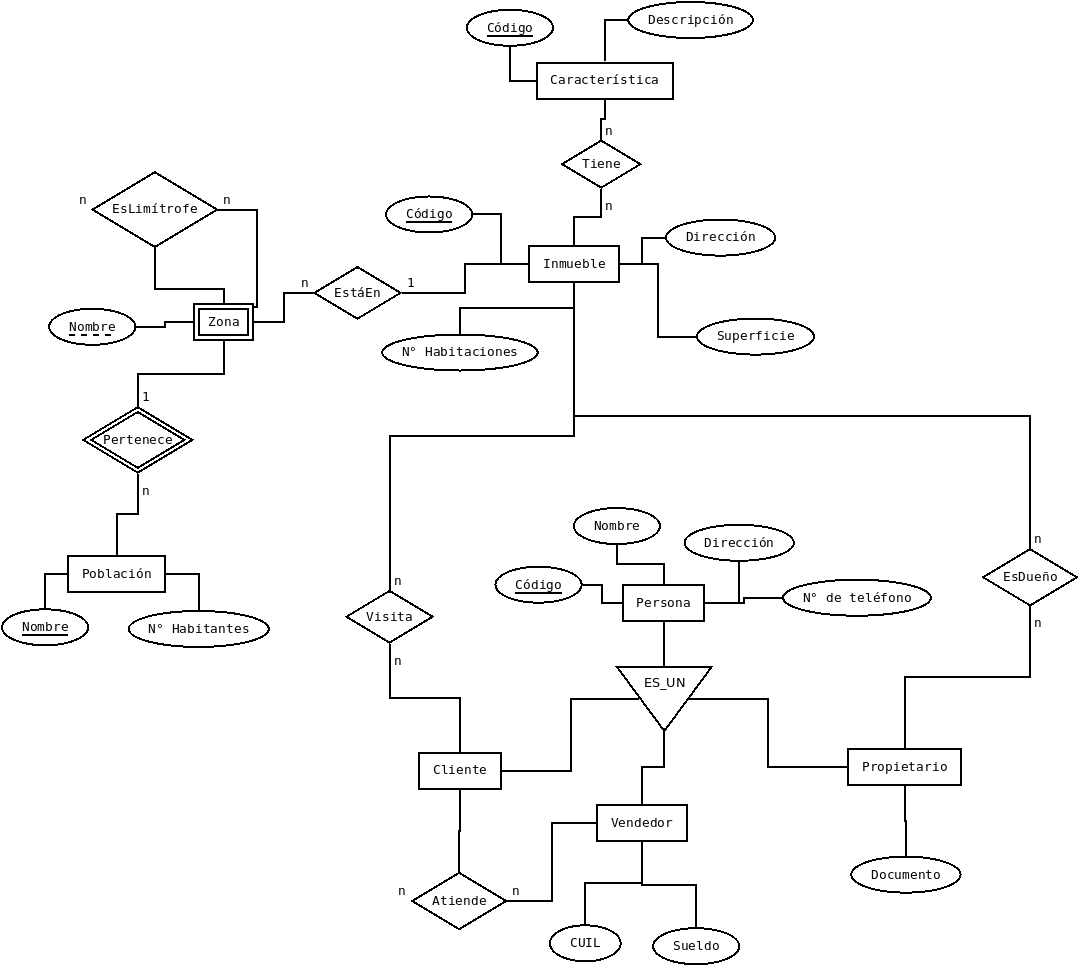 Descripción
Código
Característica
n
Tiene
n
n
n
EsLimítrofe
Código
Dirección
Inmueble
n
1
EstáEn
Nombre
Zona
Superficie
N° Habitaciones
1
Pertenece
n
Nombre
Dirección
n
Población
n
EsDueño
Código
Persona
N° de teléfono
Visita
n
Nombre
N° Habitantes
n
ES_UN
Cliente
Propietario
Vendedor
Documento
n
n
Atiende
CUIL
Sueldo